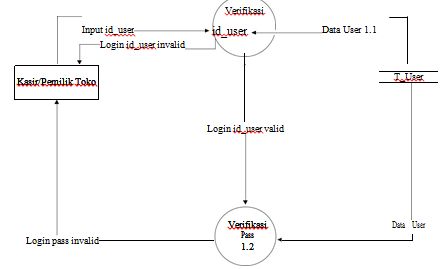 Verifikasi
Input id_user
id_user
Data User 1.1
Login id_user invalid
Kasir/Pemilik Toko
T_User
Login id_user valid
Verifikasi
Pass
1.2
Data User
Login pass invalid